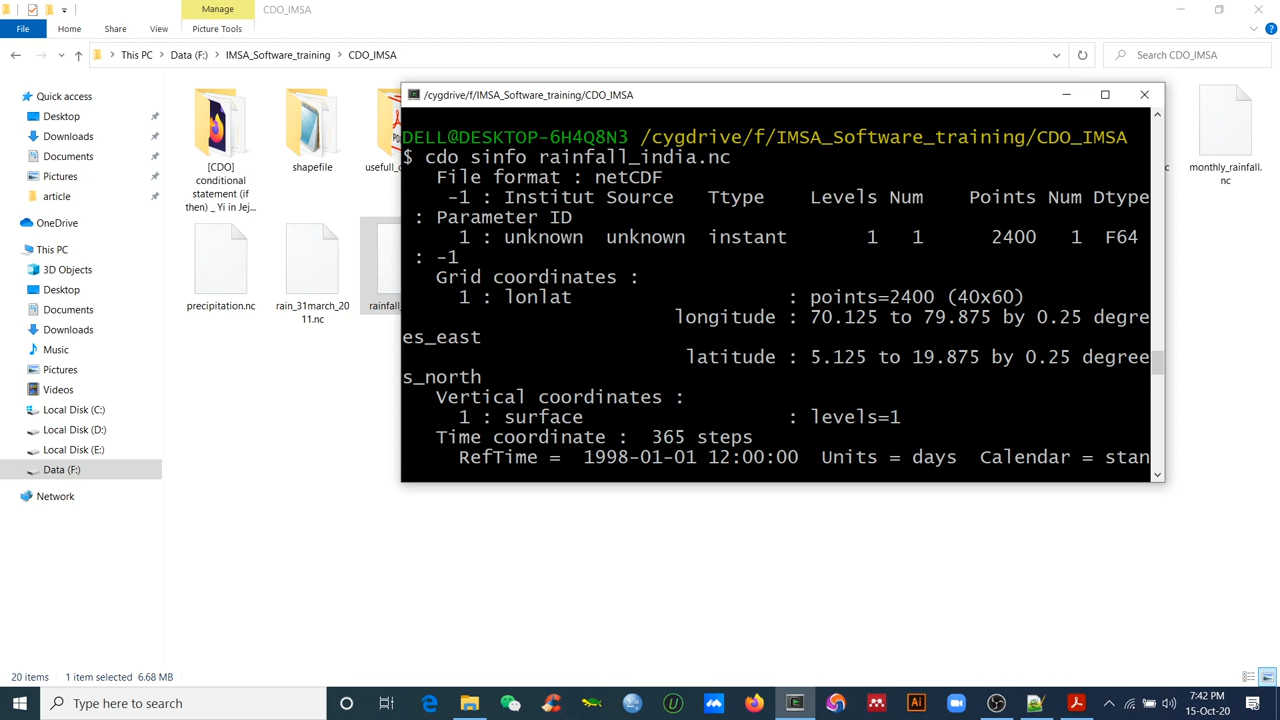 Manage
CDO_IMSA
File
Home
Share
View
Picture Tools
This PC
Data (F:)
IMSA_Software_training
CDO_IMSA
Search CDO_IMSA
Quick access
Desktop
Downloads
Documents
Pictures
article
OneDrive
This PC
3D Objects
Desktop
Documents
Downloads
Music
Pictures
Videos
Local Disk (C:)
Local Disk (D:)
Local Disk (E:)
Data (F:)
Network
[CDO]
conditional
statement (if
then) _ Yi in Jej...
shapefile
usefull_c
monthly_rainfall.
nc
precipitation.nc
rain_31march_20
11.nc
rainfall_
/cygdrive/f/IMSA_Software_training/CDO_IMSA
DELL@DESKTOP-6H4Q8N3 /cygdrive/f/IMSA_Software_training/CDO_IMSA
$ cdo sinfo rainfall_india.nc
File format : netCDF
-1 : Institut Source Ttype Levels Num Points Num Dtype
: Parameter ID
1 : unknown unknown instant 1 1 2400 1 F64
: -1
Grid coordinates :
1 : lonlat : points=2400 (40x60)
longitude : 70.125 to 79.875 by 0.25 degre
es_east
latitude : 5.125 to 19.875 by 0.25 degree
s_north
Vertical coordinates :
1 : surface : levels=1
Time coordinate : 365 steps
RefTime = 1998-01-01 12:00:00 Units = days Calendar = stan
20 items
1 item selected 6.68 MB
Type here to search
7:42 PM
15-Oct-20